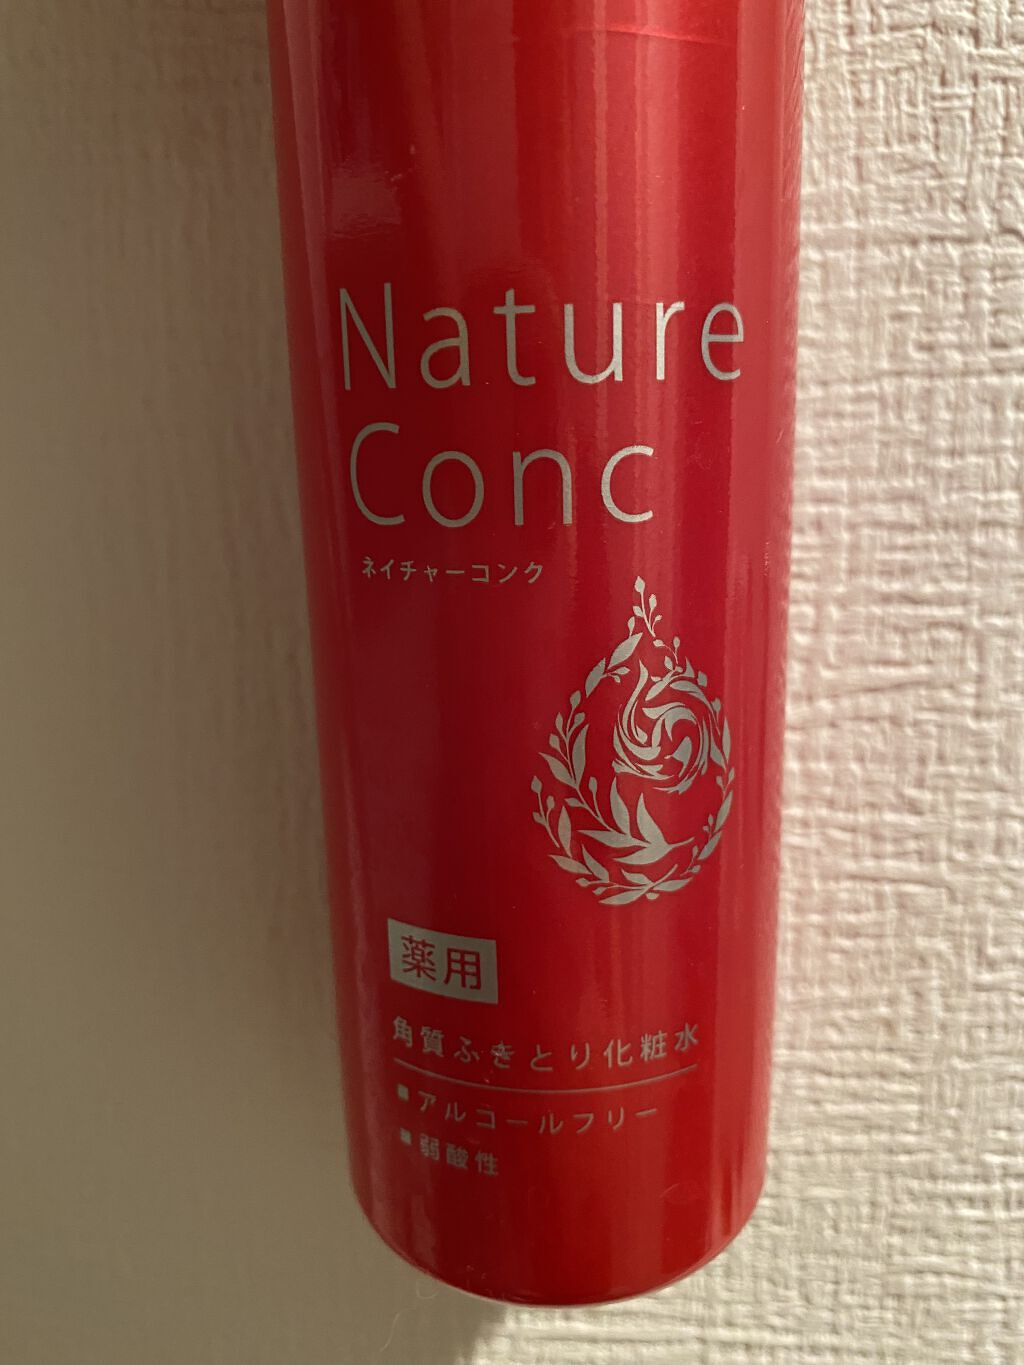 Nature
Conc
ネイチャーコンク
薬用
角質ふきとり化粧水
■アルコールフリー
■弱酸性